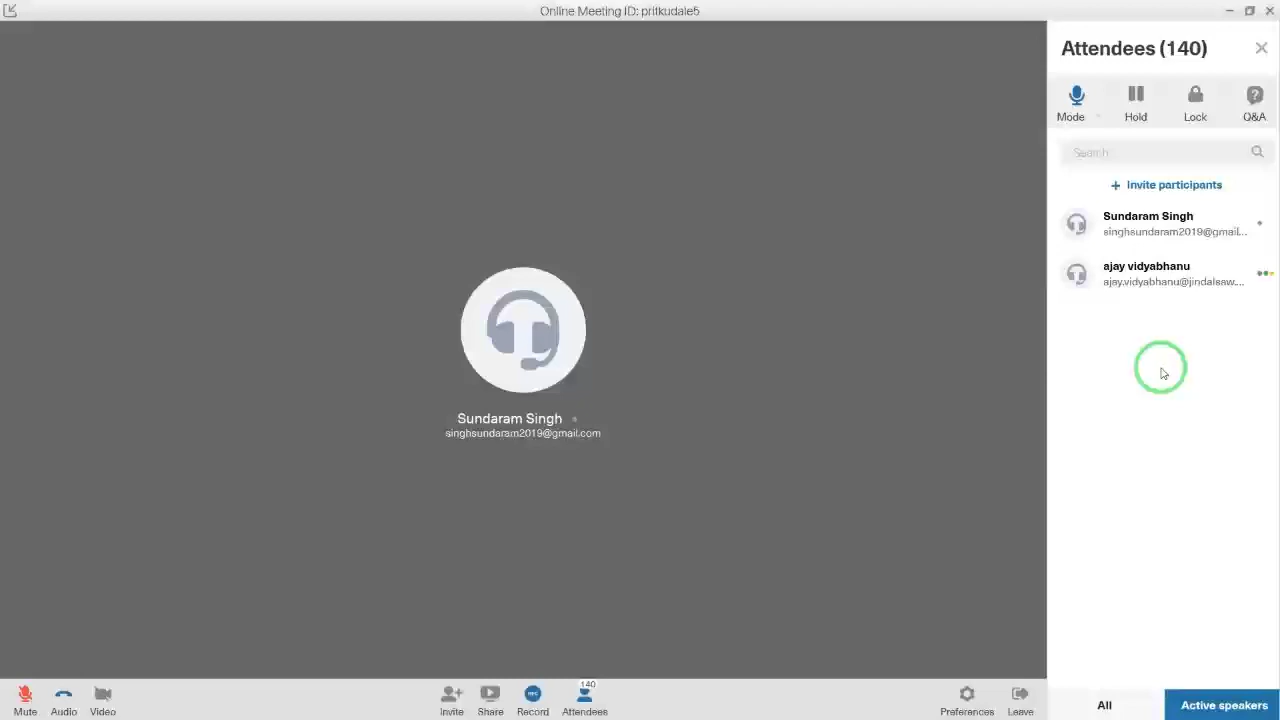 Online Meeting ID: pritkudale5
Attendees (140)
Mode
Hold
Lock
Q&A
Search
+ Invite participants
Sundaram Singh
singhsundaram2019@gmail...
ajay vidyabhanu
ajay.vidyabhanu@jindalsaw....
Sundaram Singh
singhsundaram2019@gmail.com
Mute
Audio
Video
Invite
Share
REC
Record
140
Attendees
Preferences
Leave
All
Active speakers